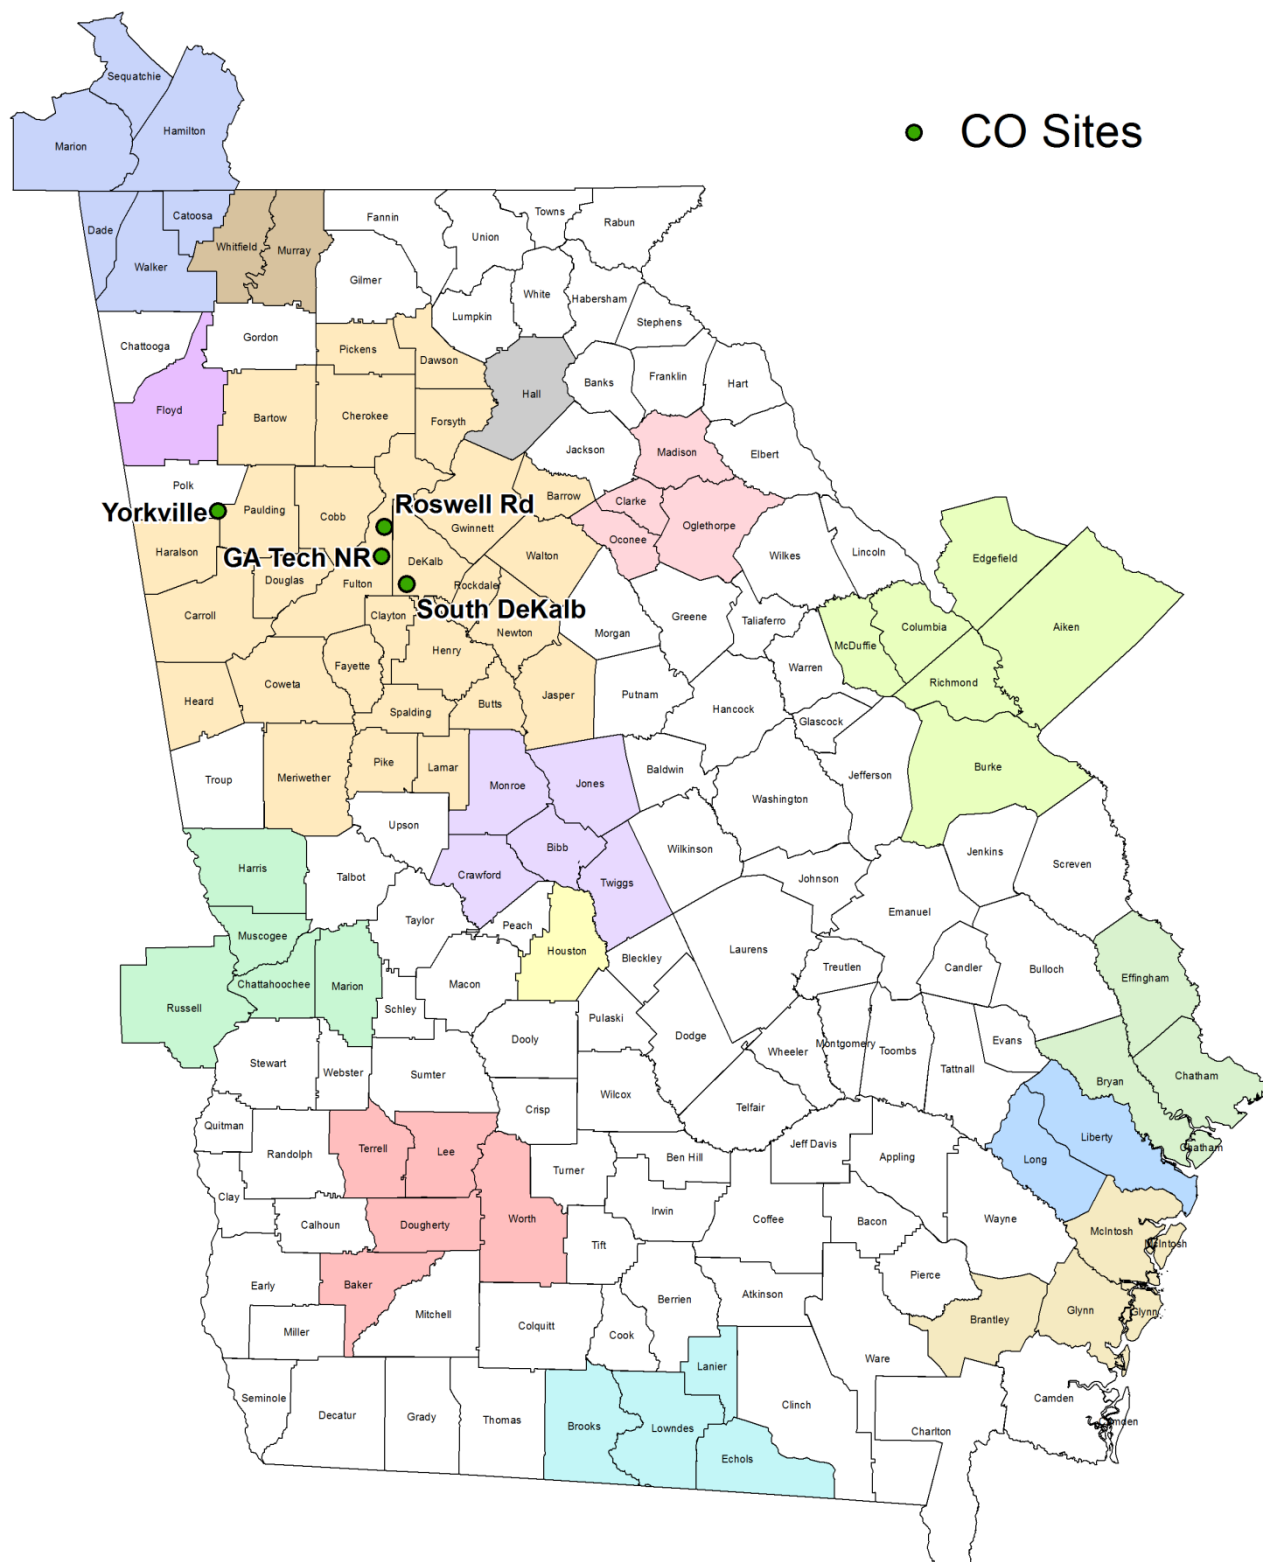 Sequatchie
CO Sites
Hamilton
Marion
Towns
Catoosa
Fannin
Rabun
Dade
Union
Whitfield
Murray
Walker
Gilmer
White
Habersham
Lumpkin
Stephens
Gordon
Chattooga
Pickens
Dawson
Franklin
Banks
Hart
Hall
Floyd
Bartow
Cherokee
Forsyth
Jackson
Madison
Elbert
Polk
Barrow
Clarke
Roswell Rd
Yorkville
Paulding
Cobb
Gwinnett
Oglethorpe
Oconee
Haralson
GA Tech NR
DeKalb
Walton
Wilkes
Lincoln
Edgefield
Douglas
Fulton
Rockdale
South DeKalb
Carroll
Clayton
Greene
Taliaferro
Columbia
Aiken
Newton
Morgan
McDuffie
Henry
Fayette
Warren
Coweta
Richmond
Heard
Jasper
Putnam
Butts
Spalding
Hancock
Glascock
Pike
Lamar
Baldwin
Burke
Troup
Meriwether
Monroe
Jones
Jefferson
Washington
Upson
Bibb
Wilkinson
Jenkins
Screven
Harris
Talbot
Crawford
Twiggs
Johnson
Emanuel
Taylor
Peach
Muscogee
Houston
Laurens
Bleckley
Treutlen
Candler
Bulloch
Effingham
Chattahoochee
Marion
Macon
Russell
Schley
Pulaski
Dooly
Dodge
Montgomery
Evans
Wheeler
Toombs
Stewart
Webster
Sumter
Tattnall
Bryan
Chatham
Wilcox
Crisp
Telfair
Quitman
Liberty
Jeff Davis
Chatham
Terrell
Lee
Randolph
Ben Hill
Appling
Long
Turner
Clay
Irwin
Calhoun
Dougherty
Worth
Coffee
Bacon
Wayne
McIntosh
McIntosh
Tift
Pierce
Early
Baker
Berrien
Atkinson
Mitchell
Glynn
Glynn
Brantley
Miller
Colquitt
Cook
Ware
Lanier
Seminole
Camden
Clinch
Decatur
Grady
Thomas
Brooks
Lowndes
Camden
Charlton
Echols